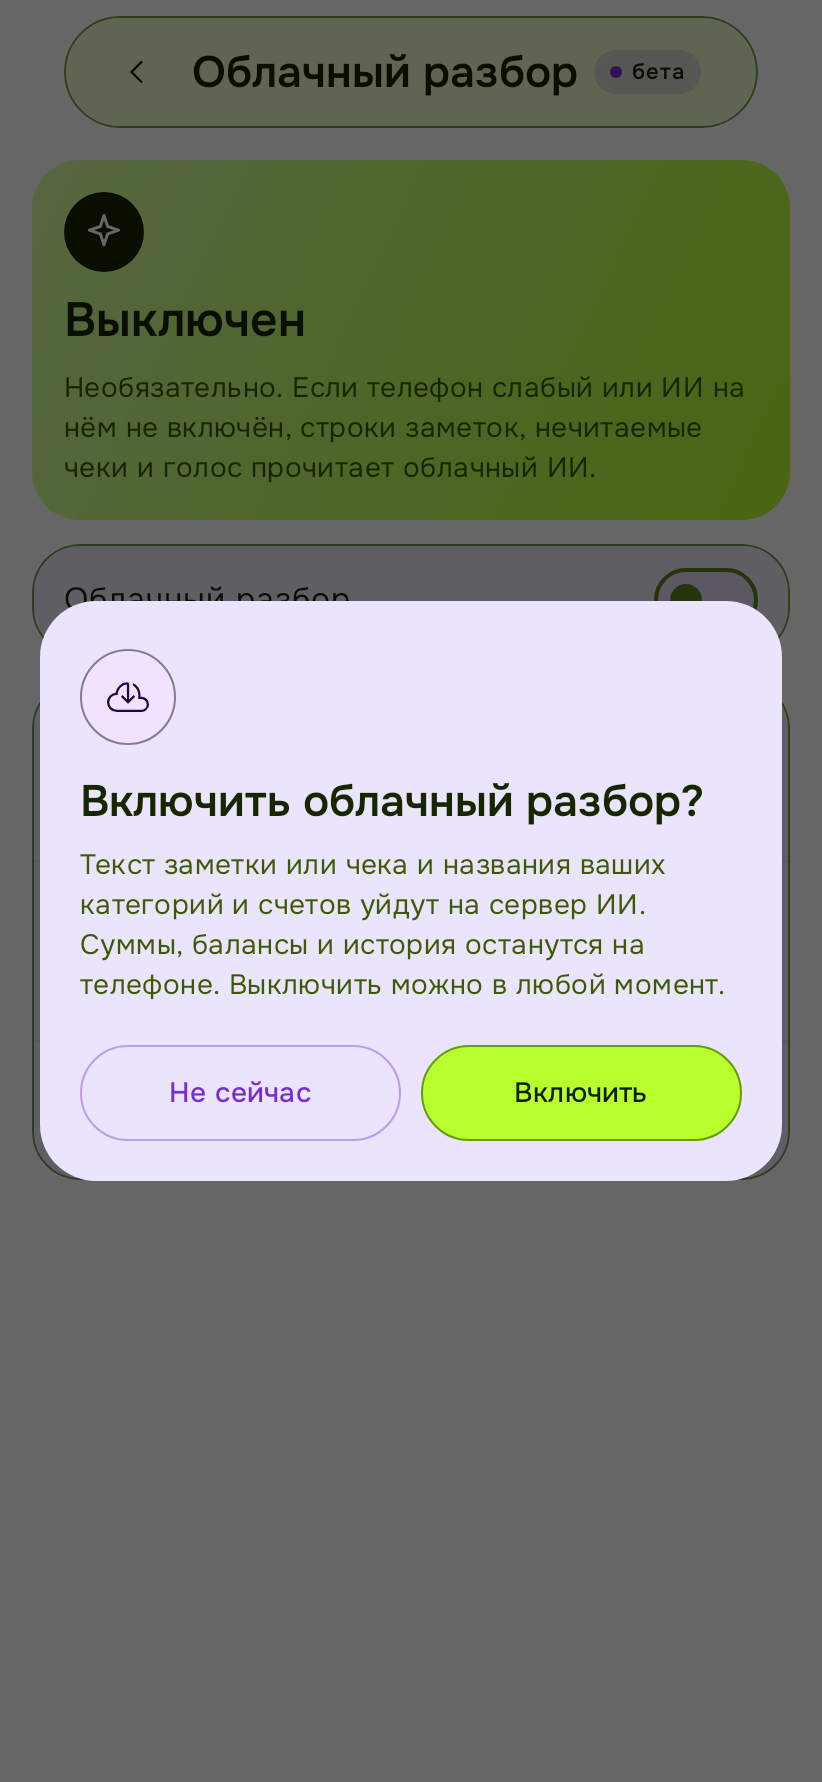 Облачный разбор
бета
Выключен
Необязательно. Если телефон слабый или ИИ на
нём не включён, строки заметок, нечитаемые
чеки и голос прочитает облачный ИИ.
Облачный разбор
Включить облачный разбор?
Текст заметки или чека и названия ваших
категорий и счетов уйдут на сервер ИИ.
Суммы, балансы и история останутся на
телефоне. Выключить можно в любой момент.
Не сейчас
Включить